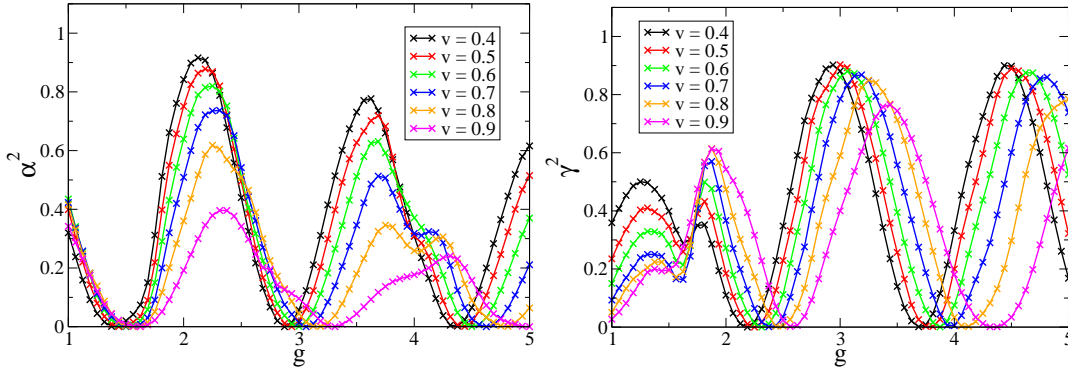 α²
1
0.8
0.6
0.4
0.2
0
1
2
3
4
5
g
v = 0.4
v = 0.5
v = 0.6
v = 0.7
v = 0.8
v = 0.9
γ²
1
0.8
0.6
0.4
0.2
0
1
2
3
4
5
g
v = 0.4
v = 0.5
v = 0.6
v = 0.7
v = 0.8
v = 0.9